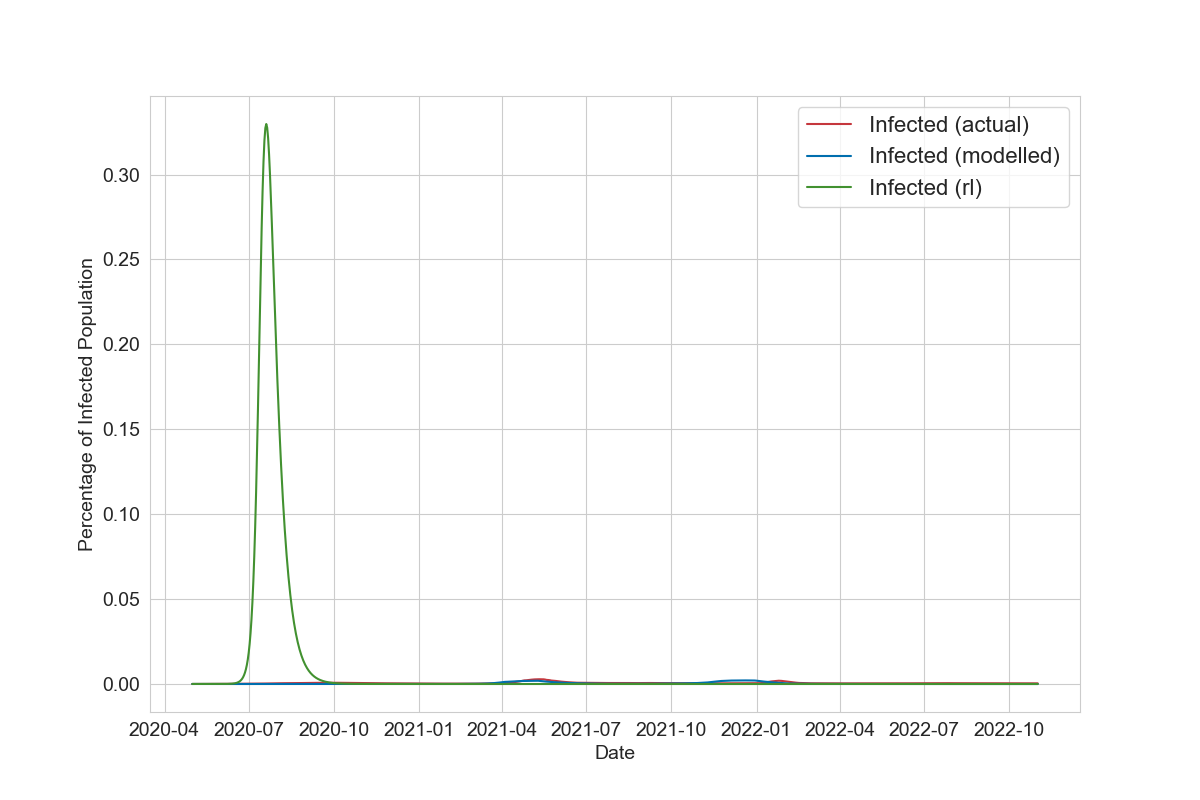 Infected (actual)
Infected (modelled)
Infected (rl)
0.30
0.25
0.20
0.15
0.10
0.05
0.00
Percentage of Infected Population
2020-04 2020-07 2020-10 2021-01 2021-04 2021-07 2021-10 2022-01 2022-04 2022-07 2022-10
Date